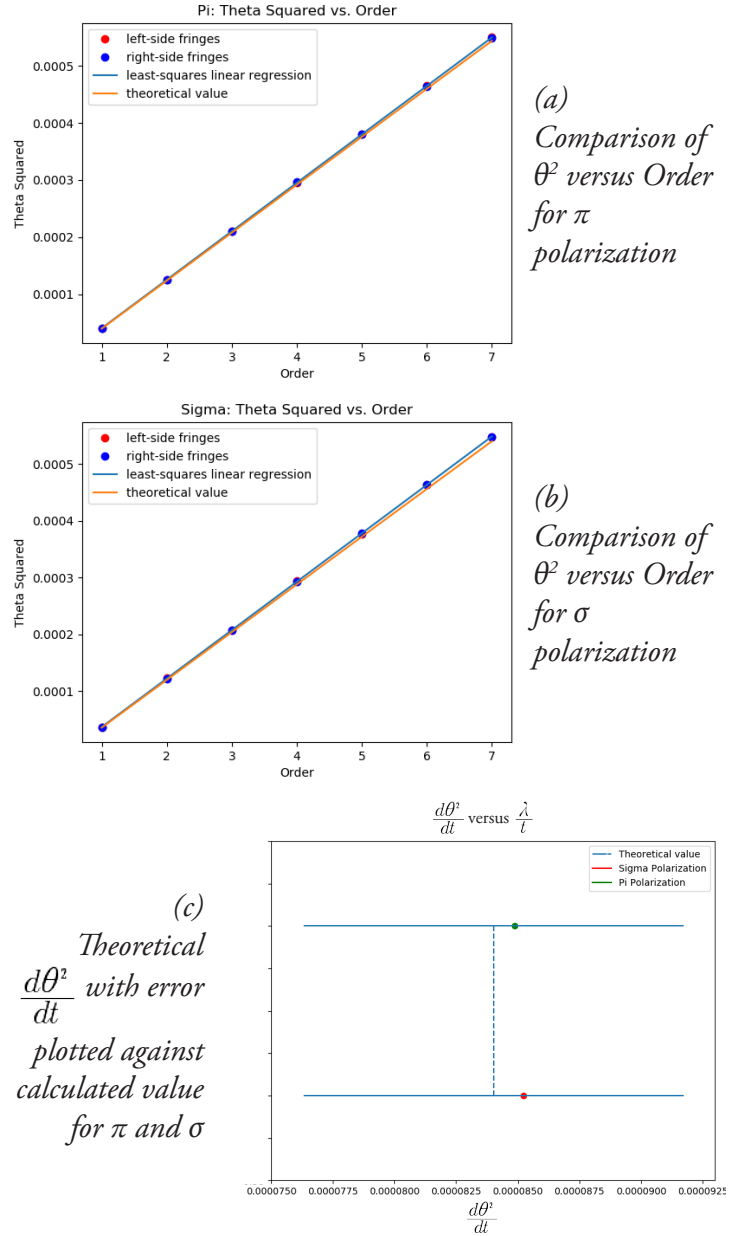 Pi: Theta Squared vs. Order
left-side fringes
right-side fringes
least-squares linear regression
theoretical value
0.0005
0.0004
0.0003
0.0002
0.0001
Theta Squared
1 2 3 4 5 6 7
Order
(a)
Comparison of
θ² versus Order
for π
polarization
Sigma: Theta Squared vs. Order
left-side fringes
right-side fringes
least-squares linear regression
theoretical value
0.0005
0.0004
0.0003
0.0002
0.0001
Theta Squared
1 2 3 4 5 6 7
Order
(b)
Comparison of
θ² versus Order
for σ
polarization
dθ²/dt versus λ/t
Theoretical value
Sigma Polarization
Pi Polarization
(c)
Theoretical
dθ²/dt with error
plotted against
calculated value
for π and σ
0.0000750 0.0000775 0.0000800 0.0000825 0.0000850 0.0000875 0.0000900 0.0000925
dθ²/dt